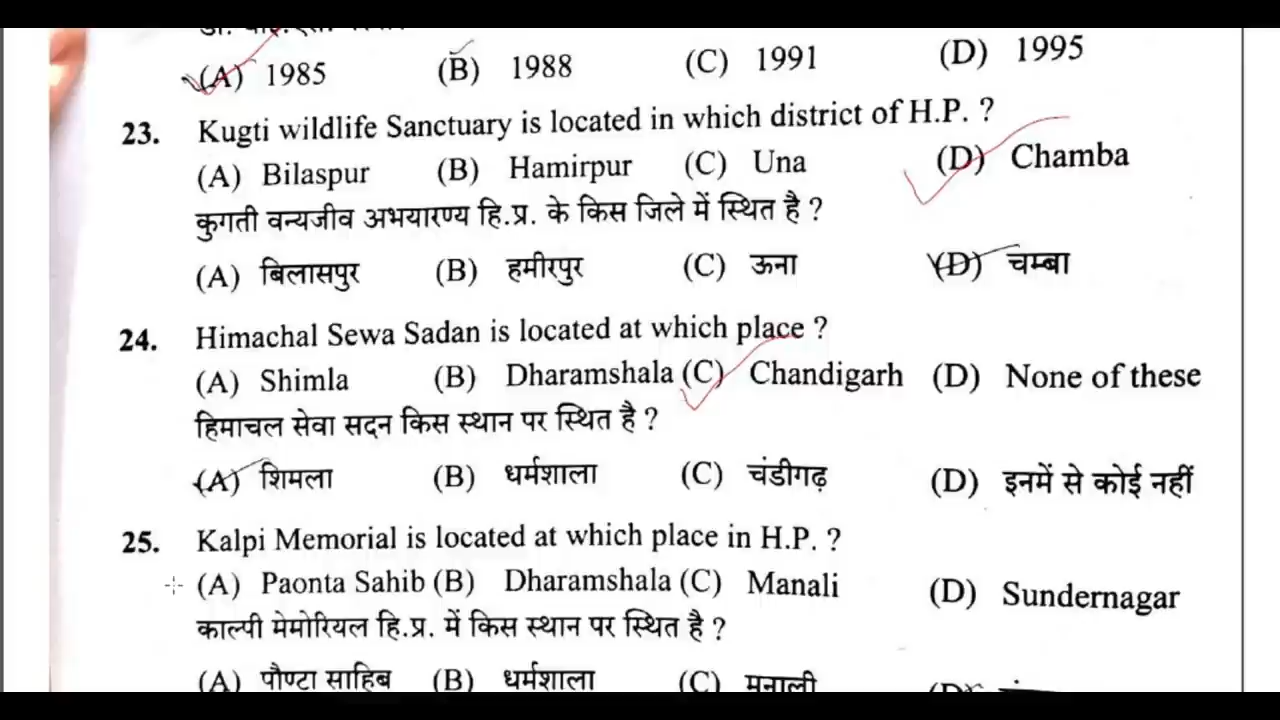 (A) 1985 (B) 1988 (C) 1991 (D) 1995
23. Kugti wildlife Sanctuary is located in which district of H.P. ?
(A) Bilaspur (B) Hamirpur (C) Una (D) Chamba
कुगती वन्यजीव अभयारण्य हि.प्र. के किस जिले में स्थित है ?
(A) बिलासपुर (B) हमीरपुर (C) ऊना (D) चम्बा
24. Himachal Sewa Sadan is located at which place ?
(A) Shimla (B) Dharamshala (C) Chandigarh (D) None of these
हिमाचल सेवा सदन किस स्थान पर स्थित है ?
(A) शिमला (B) धर्मशाला (C) चंडीगढ़ (D) इनमें से कोई नहीं
25. Kalpi Memorial is located at which place in H.P. ?
(A) Paonta Sahib (B) Dharamshala (C) Manali (D) Sundernagar
काल्पी मेमोरियल हि.प्र. में किस स्थान पर स्थित है ?
(A) पौण्टा साहिब (B) धर्मशाला (C) मनाली